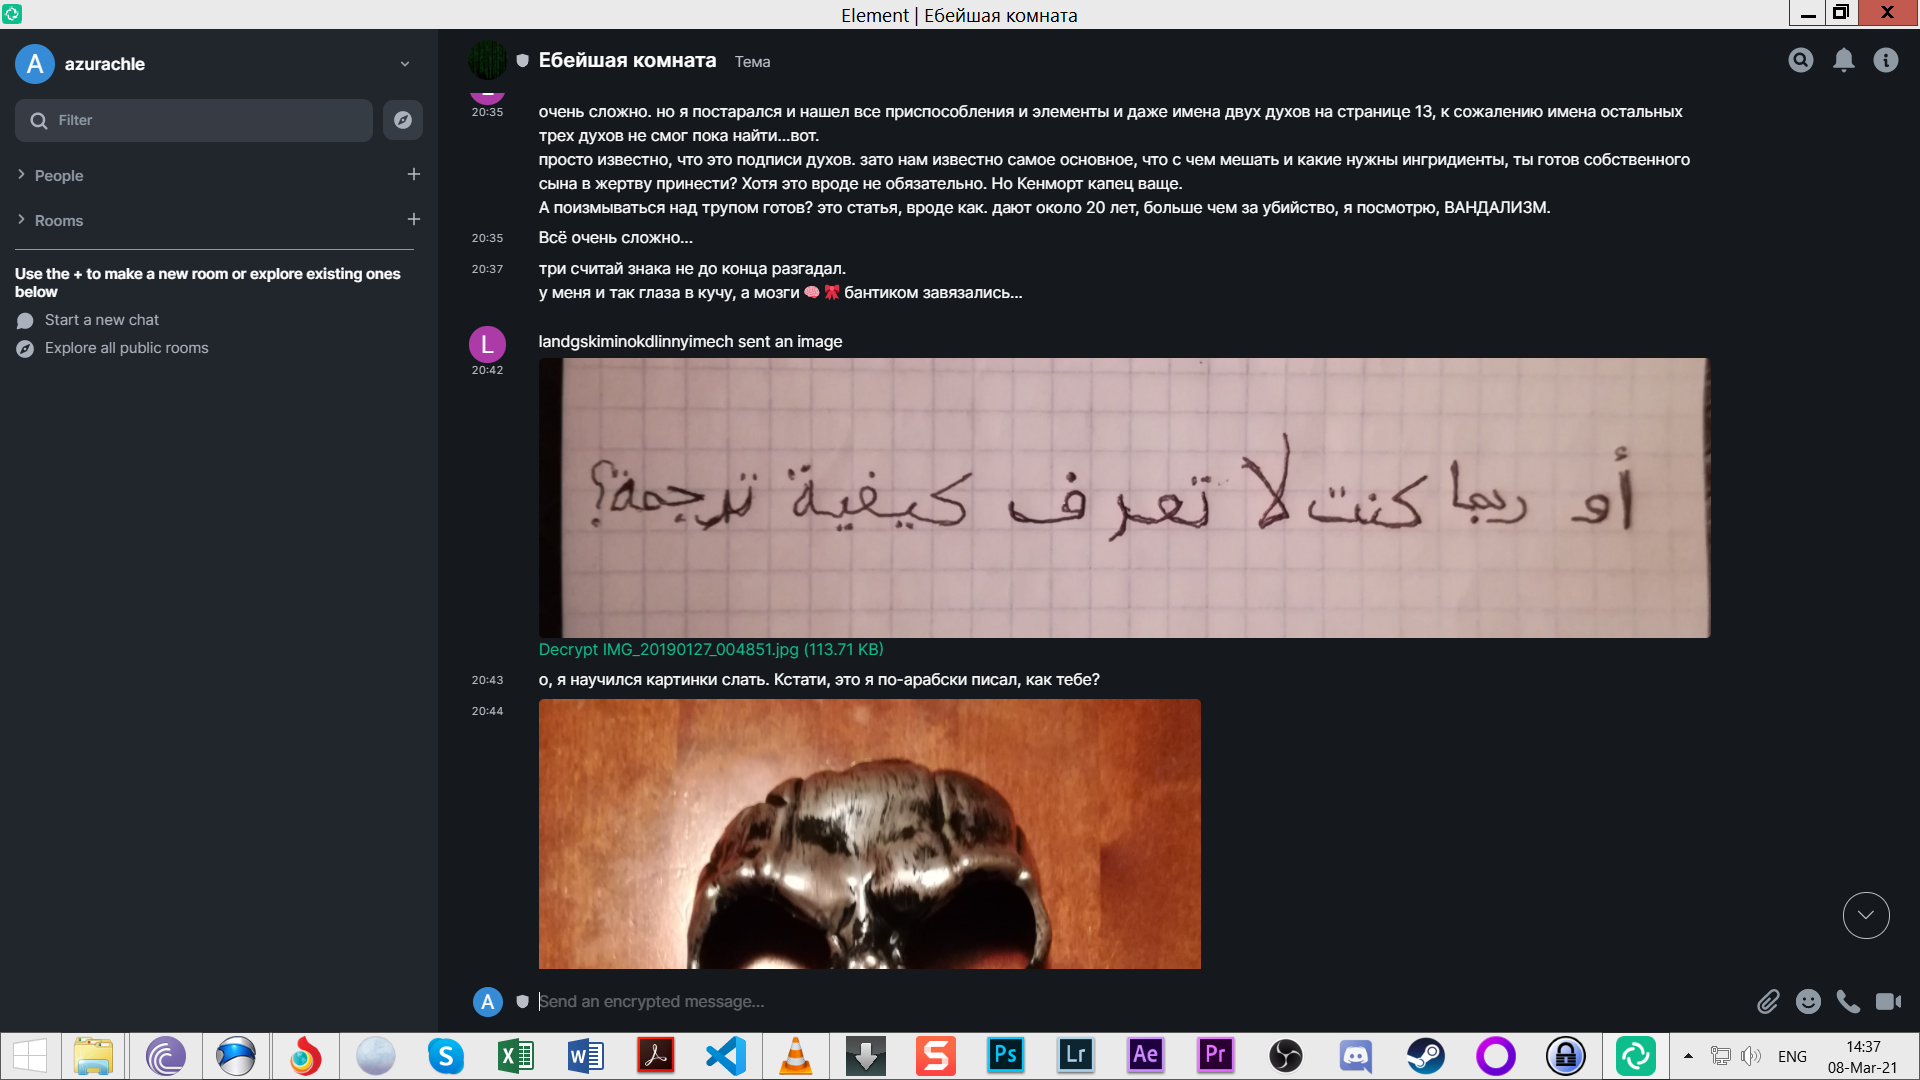 Element | Ебейшая комната
A
azurachle
Filter
People
Rooms
Use the + to make a new room or explore existing ones
below
Start a new chat
Explore all public rooms
Ебейшая комната Тема
20:35 очень сложно. но я постарался и нашел все приспособления и элементы и даже имена двух духов на странице 13, к сожалению имена остальных
трех духов не смог пока найти...вот.
просто известно, что это подписи духов. зато нам известно самое основное, что с чем мешать и какие нужны ингридиенты, ты готов собственного
сына в жертву принести? Хотя это вроде не обязательно. Но Кенморт капец ваще.
А поизмываться над трупом готов? это статья, вроде как. дают около 20 лет, больше чем за убийство, я посмотрю, ВАНДАЛИЗМ.
20:35 Всё очень сложно...
20:37 три считай знака не до конца разгадал.
у меня и так глаза в кучу, а мозги 🧠 🎀 бантиком завязались...
L
landgskiminokdlinnyimech sent an image
20:42
أو ربما كنت لا تعرف كيفية ترجمة؟
Decrypt IMG_20190127_004851.jpg (113.71 KB)
20:43 о, я научился картинки слать. Кстати, это я по-арабски писал, как тебе?
20:44
A
Send an encrypted message...
S
X
W
S
Ps
Lr
Ae
Pr
ENG
14:37
08-Mar-21